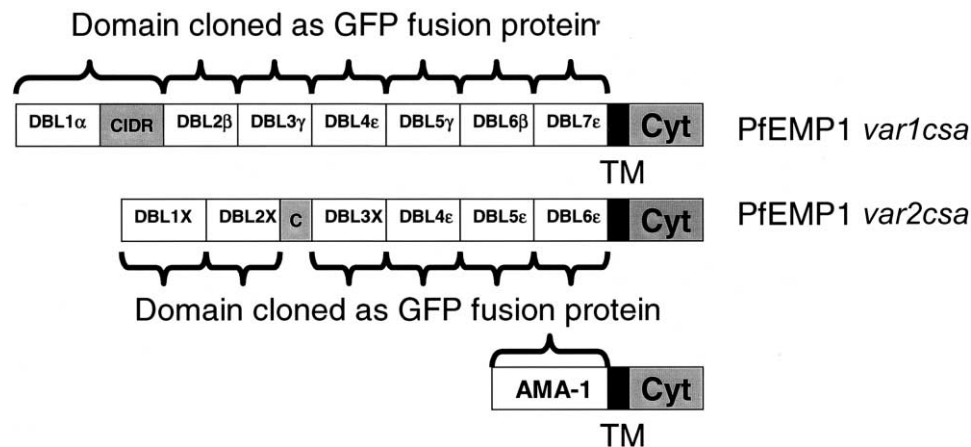 Domain cloned as GFP fusion protein
DBL1α CIDR DBL2β DBL3γ DBL4ε DBL5γ DBL6β DBL7ε Cyt PfEMP1 var1csa
TM
DBL1X DBL2X C DBL3X DBL4ε DBL5ε DBL6ε Cyt PfEMP1 var2csa
Domain cloned as GFP fusion protein
AMA-1 Cyt
TM